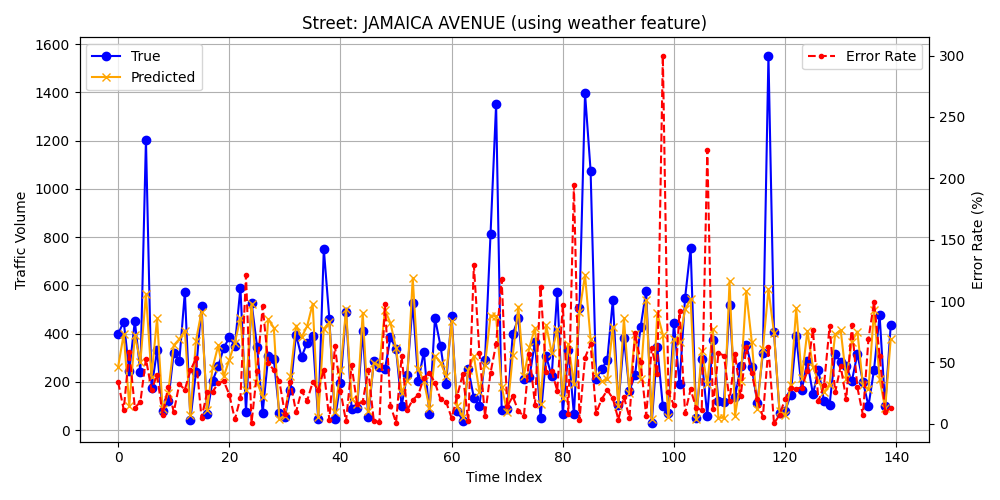 Street: JAMAICA AVENUE (using weather feature)
True
Predicted
Error Rate
1600
1400
1200
1000
800
600
400
200
0
Traffic Volume
300
250
200
150
100
50
0
Error Rate (%)
0 20 40 60 80 100 120 140
Time Index